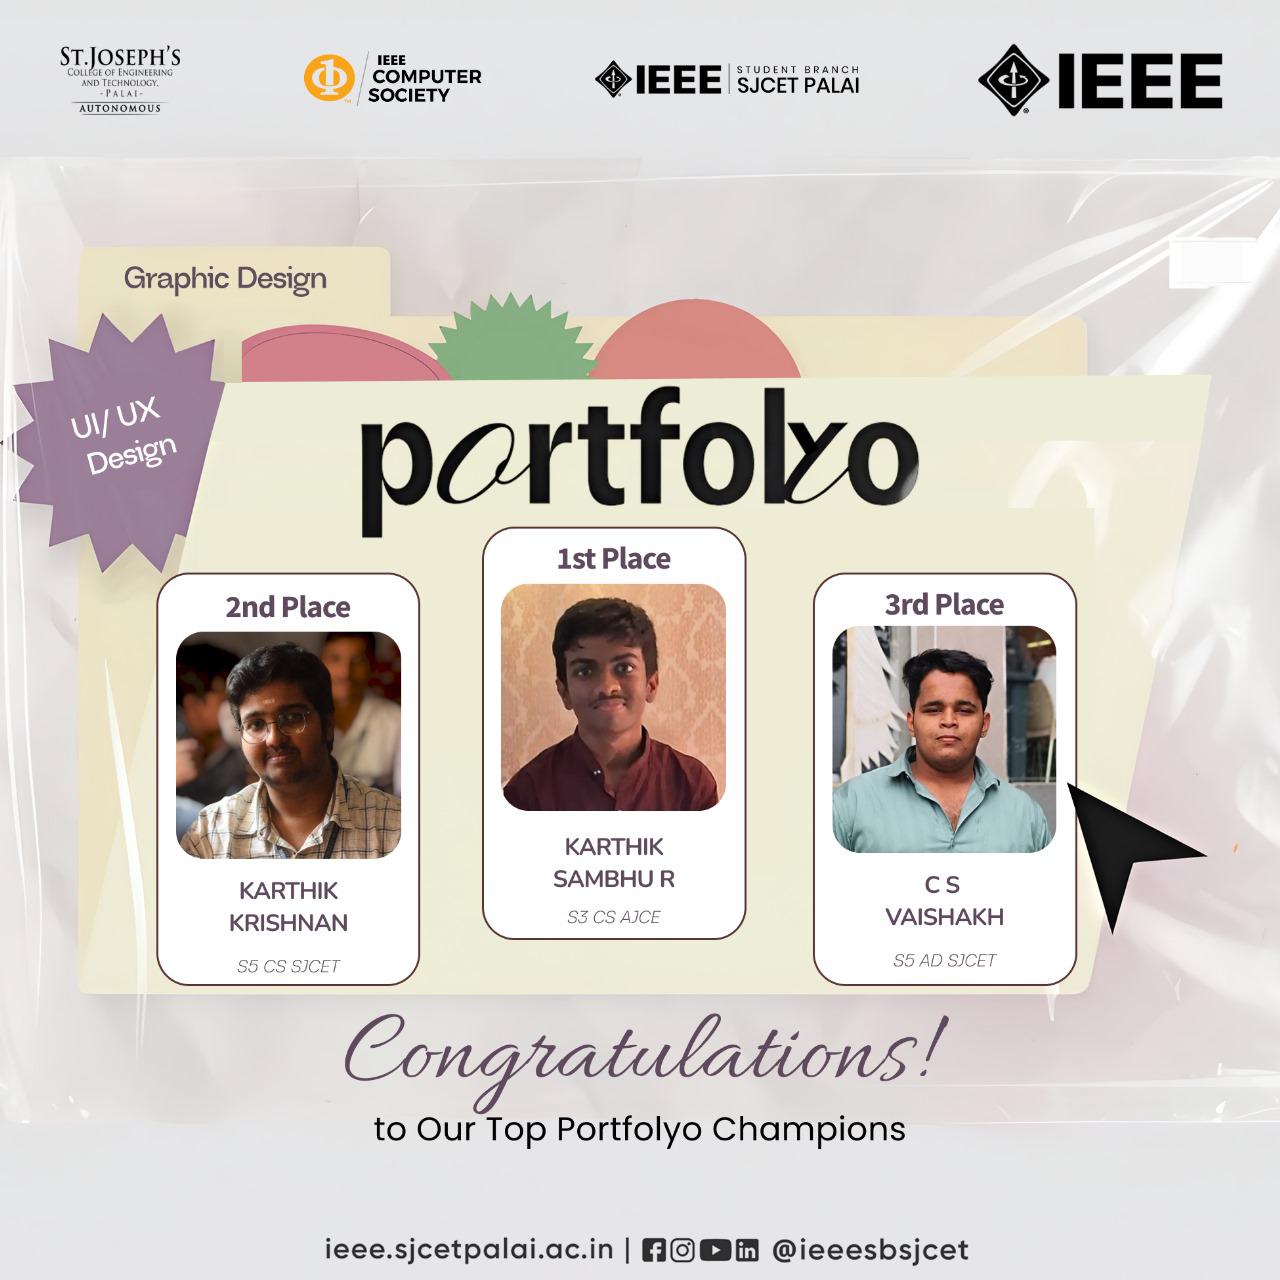 ST.JOSEPH'S
COLLEGE OF ENGINEERING
AND TECHNOLOGY,
- PALAI -
AUTONOMOUS
IEEE
COMPUTER
SOCIETY
IEEE
STUDENT BRANCH
SJCET PALAI
IEEE
Graphic Design
UI/ UX
Design
portfolyo
2nd Place
KARTHIK
KRISHNAN
S5 CS SJCET
1st Place
KARTHIK
SAMBHU R
S3 CS AJCE
3rd Place
C S
VAISHAKH
S5 AD SJCET
Congratulations!
to Our Top Portfolyo Champions
ieee.sjcetpalai.ac.in | @ieeesbsjcet